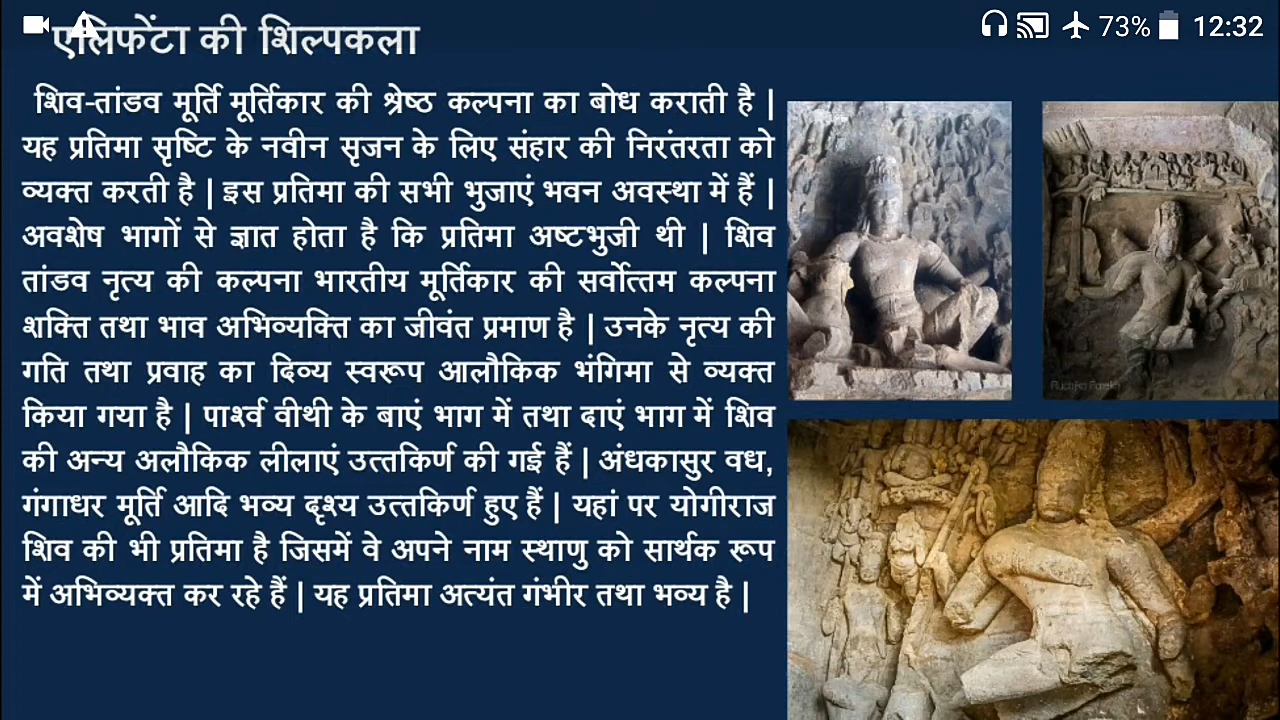 73% 12:32
एलिफेंटा की शिल्पकला
शिव-तांडव मूर्ति मूर्तिकार की श्रेष्ठ कल्पना का बोध कराती है |
यह प्रतिमा सृष्टि के नवीन सृजन के लिए संहार की निरंतरता को
व्यक्त करती है | इस प्रतिमा की सभी भुजाएं भवन अवस्था में हैं |
अवशेष भागों से ज्ञात होता है कि प्रतिमा अष्टभुजी थी | शिव
तांडव नृत्य की कल्पना भारतीय मूर्तिकार की सर्वोत्तम कल्पना
शक्ति तथा भाव अभिव्यक्ति का जीवंत प्रमाण है | उनके नृत्य की
गति तथा प्रवाह का दिव्य स्वरूप आलौकिक भंगिमा से व्यक्त
किया गया है | पार्श्व वीथी के बाएं भाग में तथा दाएं भाग में शिव
की अन्य अलौकिक लीलाएं उत्तकिर्ण की गई हैं | अंधकासुर वध,
गंगाधर मूर्ति आदि भव्य दृश्य उत्तकिर्ण हुए हैं | यहां पर योगीराज
शिव की भी प्रतिमा है जिसमें वे अपने नाम स्थाणु को सार्थक रूप
में अभिव्यक्त कर रहे हैं | यह प्रतिमा अत्यंत गंभीर तथा भव्य है |